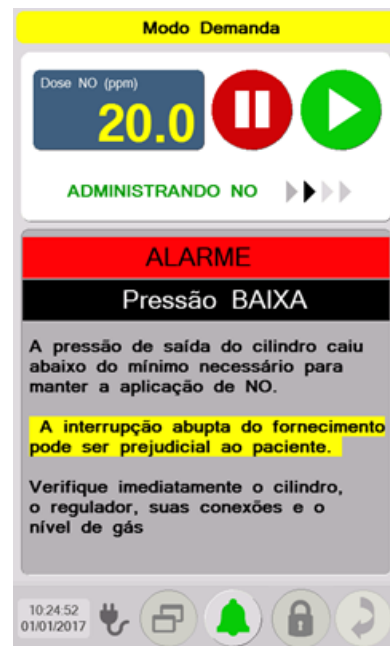 Modo Demanda
Dose NO (ppm)
20.0
ADMINISTRANDO NO
ALARME
Pressão BAIXA
A pressão de saída do cilindro caiu
abaixo do mínimo necessário para
manter a aplicação de NO.
A interrupção abupta do fornecimento
pode ser prejudicial ao paciente.
Verifique imediatamente o cilindro,
o regulador, suas conexões e o
nível de gás
10:24:52
01/01/2017